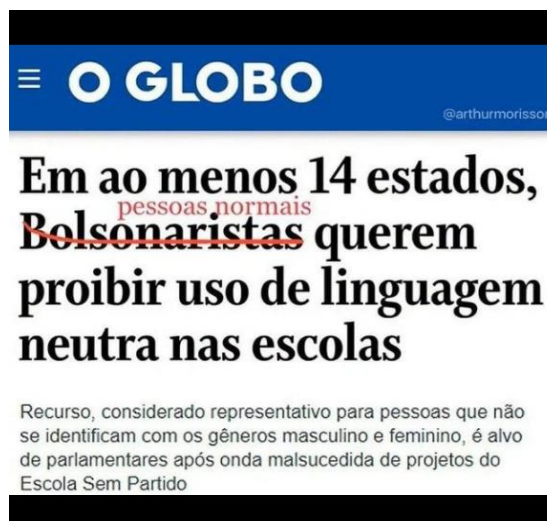 O GLOBO
@arthurmorisson
Em ao menos 14 estados,
pessoas normais
Bolsonaristas querem
proibir uso de linguagem
neutra nas escolas
Recurso, considerado representativo para pessoas que não
se identificam com os gêneros masculino e feminino, é alvo
de parlamentares após onda malsucedida de projetos do
Escola Sem Partido